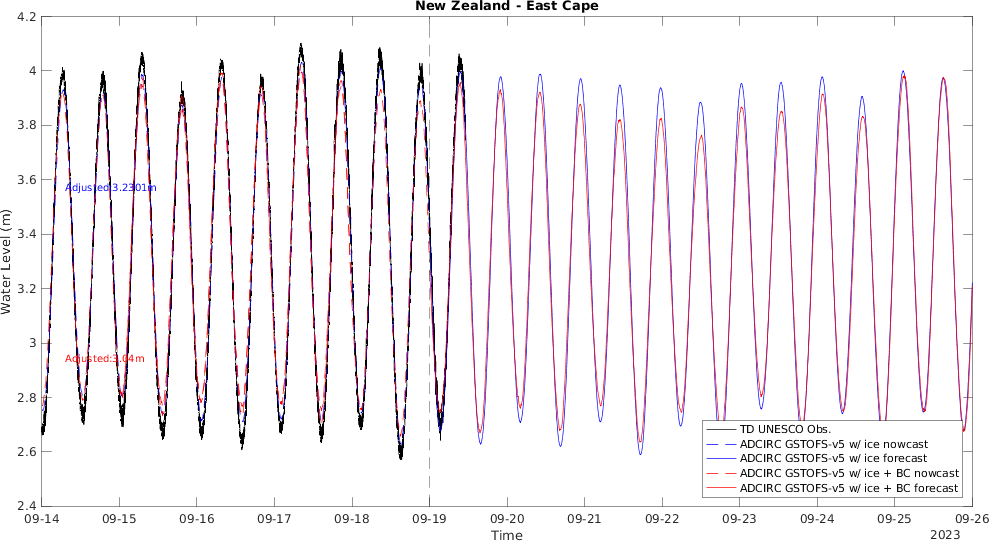 New Zealand - East Cape
4.2
4
3.8
3.6
3.4
3.2
3
2.8
2.6
2.4
Water Level (m)
Adjusted:3.2301m
Adjusted:3.04m
TD UNESCO Obs.
ADCIRC GSTOFS-v5 w/ ice nowcast
ADCIRC GSTOFS-v5 w/ ice forecast
ADCIRC GSTOFS-v5 w/ ice + BC nowcast
ADCIRC GSTOFS-v5 w/ ice + BC forecast
09-14 09-15 09-16 09-17 09-18 09-19 09-20 09-21 09-22 09-23 09-24 09-25 09-26
Time
2023